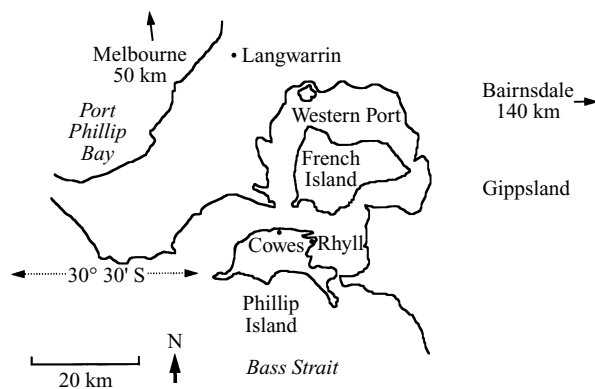 Melbourne
50 km
Langwarrin
Port
Phillip
Bay
Western Port
Bairnsdale
140 km
French
Island
Gippsland
Cowes
Rhyll
30° 30' S
Phillip
Island
N
20 km
Bass Strait